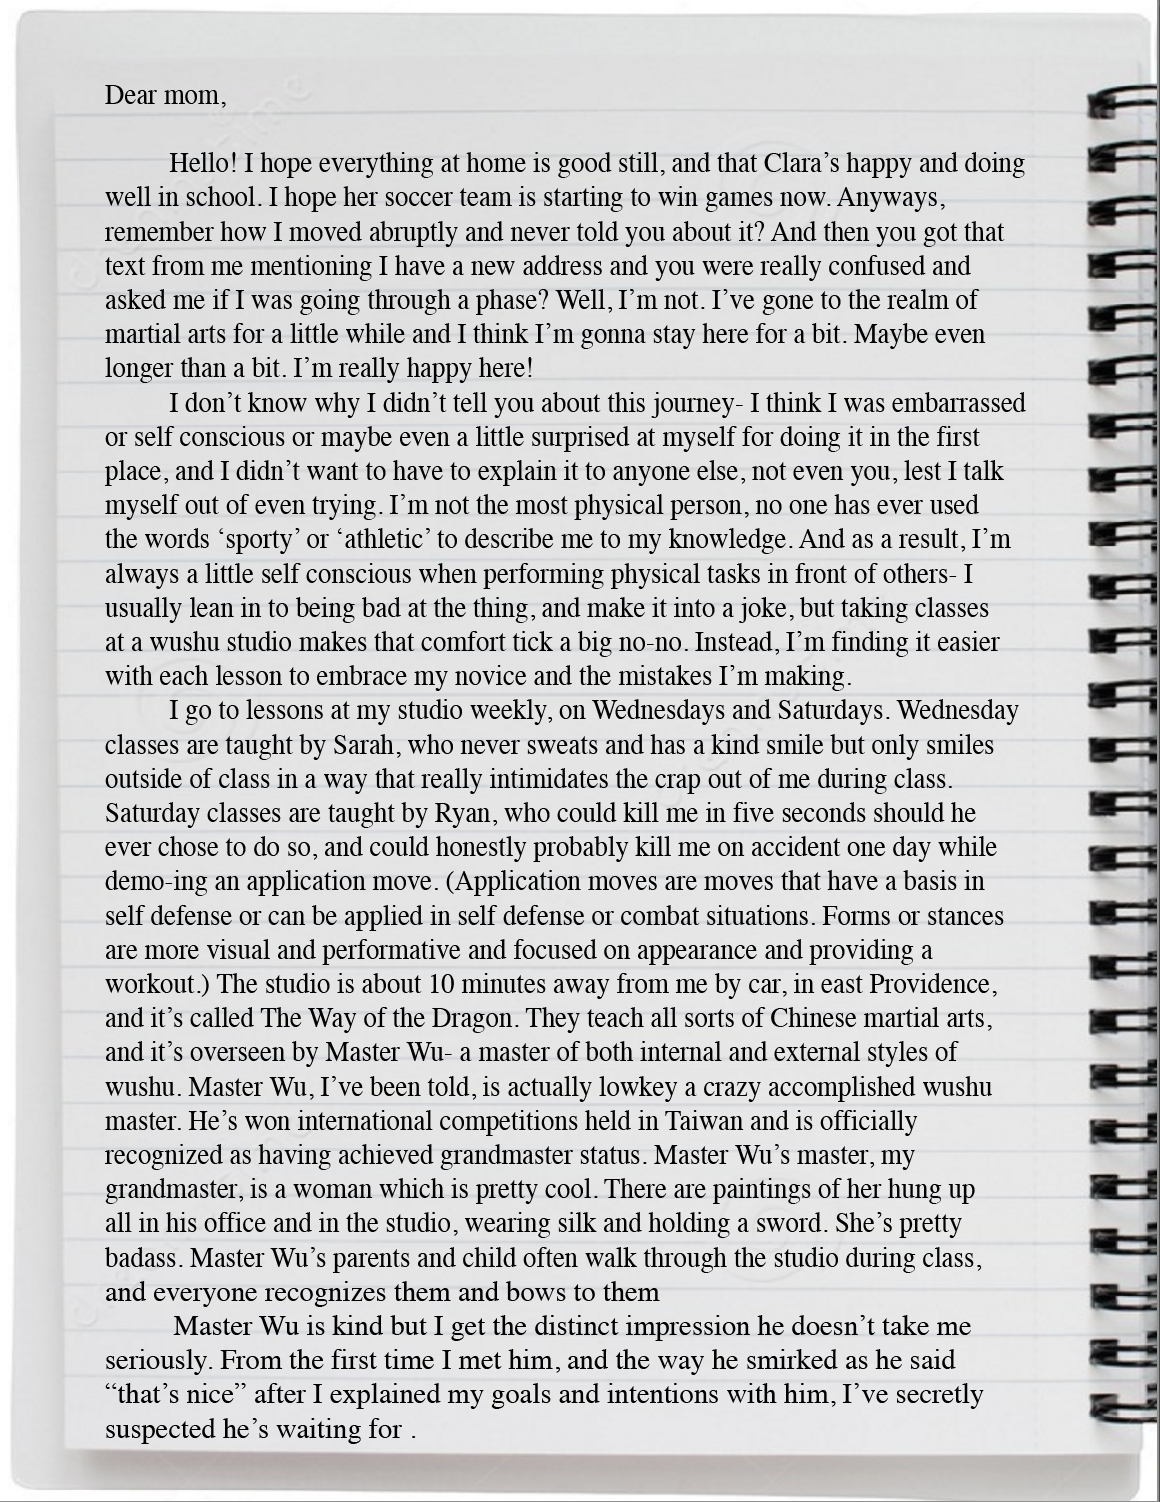 Dear mom,
Hello! I hope everything at home is good still, and that Clara’s happy and doing
well in school. I hope her soccer team is starting to win games now. Anyways,
remember how I moved abruptly and never told you about it? And then you got that
text from me mentioning I have a new address and you were really confused and
asked me if I was going through a phase? Well, I’m not. I’ve gone to the realm of
martial arts for a little while and I think I’m gonna stay here for a bit. Maybe even
longer than a bit. I’m really happy here!
I don’t know why I didn’t tell you about this journey- I think I was embarrassed
or self conscious or maybe even a little surprised at myself for doing it in the first
place, and I didn’t want to have to explain it to anyone else, not even you, lest I talk
myself out of even trying. I’m not the most physical person, no one has ever used
the words ‘sporty’ or ‘athletic’ to describe me to my knowledge. And as a result, I’m
always a little self conscious when performing physical tasks in front of others- I
usually lean in to being bad at the thing, and make it into a joke, but taking classes
at a wushu studio makes that comfort tick a big no-no. Instead, I’m finding it easier
with each lesson to embrace my novice and the mistakes I’m making.
I go to lessons at my studio weekly, on Wednesdays and Saturdays. Wednesday
classes are taught by Sarah, who never sweats and has a kind smile but only smiles
outside of class in a way that really intimidates the crap out of me during class.
Saturday classes are taught by Ryan, who could kill me in five seconds should he
ever chose to do so, and could honestly probably kill me on accident one day while
demo-ing an application move. (Application moves are moves that have a basis in
self defense or can be applied in self defense or combat situations. Forms or stances
are more visual and performative and focused on appearance and providing a
workout.) The studio is about 10 minutes away from me by car, in east Providence,
and it’s called The Way of the Dragon. They teach all sorts of Chinese martial arts,
and it’s overseen by Master Wu- a master of both internal and external styles of
wushu. Master Wu, I’ve been told, is actually lowkey a crazy accomplished wushu
master. He’s won international competitions held in Taiwan and is officially
recognized as having achieved grandmaster status. Master Wu’s master, my
grandmaster, is a woman which is pretty cool. There are paintings of her hung up
all in his office and in the studio, wearing silk and holding a sword. She’s pretty
badass. Master Wu’s parents and child often walk through the studio during class,
and everyone recognizes them and bows to them
Master Wu is kind but I get the distinct impression he doesn’t take me
seriously. From the first time I met him, and the way he smirked as he said
“that’s nice” after I explained my goals and intentions with him, I’ve secretly
suspected he’s waiting for .